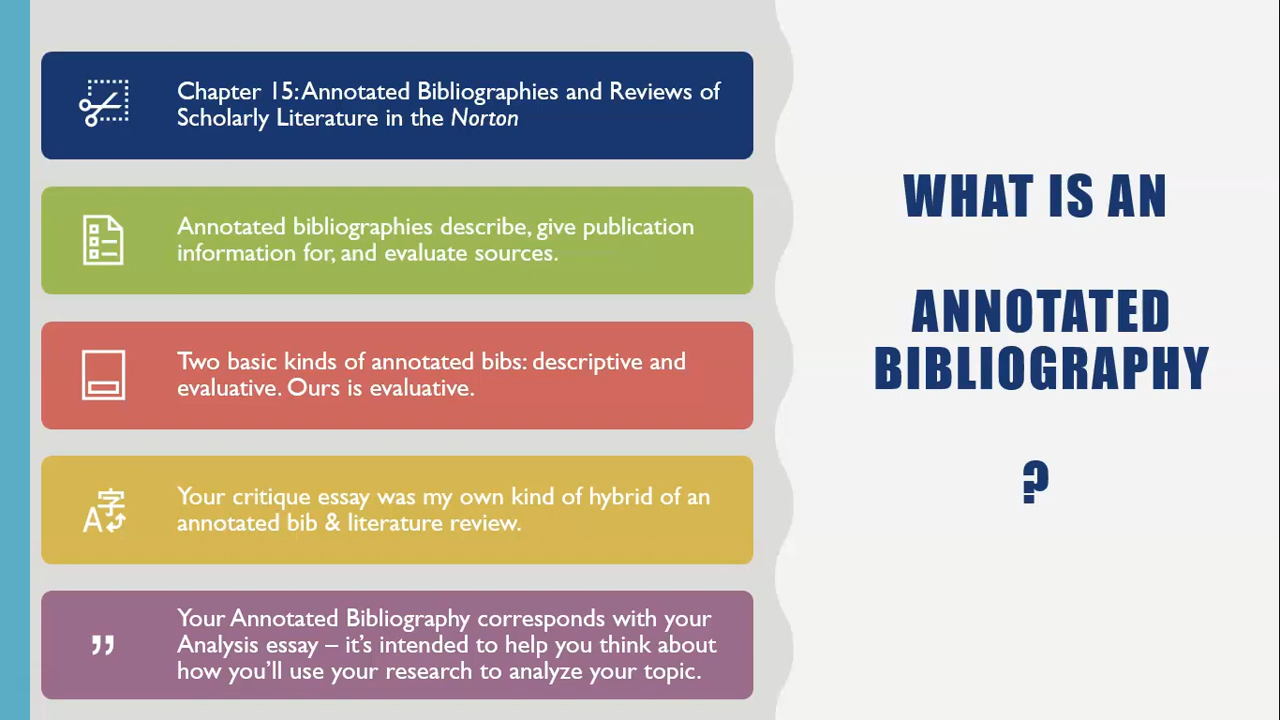 Chapter 15: Annotated Bibliographies and Reviews of
Scholarly Literature in the Norton
Annotated bibliographies describe, give publication
information for, and evaluate sources.
Two basic kinds of annotated bibs: descriptive and
evaluative. Ours is evaluative.
A字
Your critique essay was my own kind of hybrid of an
annotated bib & literature review.
”
Your Annotated Bibliography corresponds with your
Analysis essay – it’s intended to help you think about
how you’ll use your research to analyze your topic.
WHAT IS AN
ANNOTATED
BIBLIOGRAPHY
?